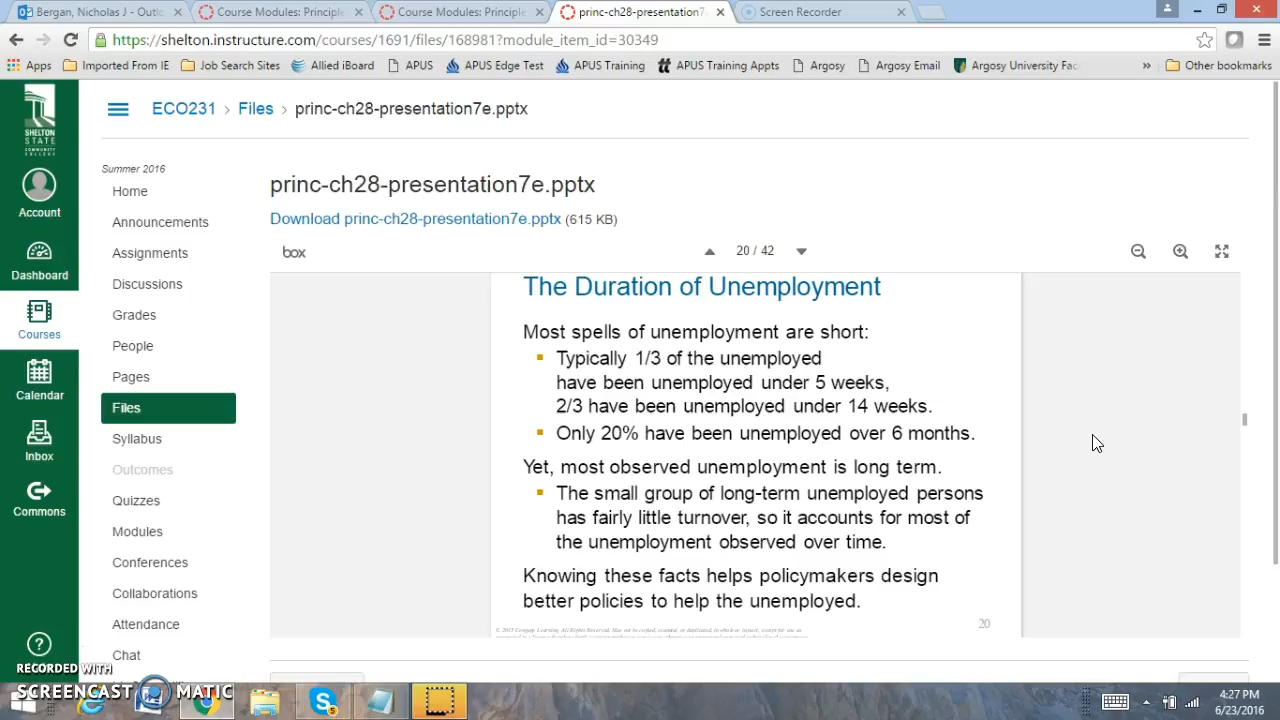 Bergan, Nicholas J - Outlo
Course Modules: Principle
Course Modules: Principle
princ-ch28-presentation7
Screen Recorder
https://shelton.instructure.com/courses/1691/files/168981?module_item_id=30349
Apps
Imported From IE
Job Search Sites
Allied iBoard
APUS
APUS Edge Test
APUS Training
APUS Training Apps
Argosy
Argosy Email
Argosy University Fac
»
Other bookmarks
SHELTON
STATE
ECO231 › Files › princ-ch28-presentation7e.pptx
Summer 2016
Home
Announcements
Assignments
Discussions
Grades
People
Pages
Files
Syllabus
Outcomes
Quizzes
Modules
Conferences
Collaborations
Attendance
Chat
Account
Dashboard
Courses
Calendar
Inbox
Commons
princ-ch28-presentation7e.pptx
Download princ-ch28-presentation7e.pptx (615 KB)
box
20 / 42
The Duration of Unemployment
Most spells of unemployment are short:
Typically 1/3 of the unemployed
have been unemployed under 5 weeks,
2/3 have been unemployed under 14 weeks.
Only 20% have been unemployed over 6 months.
Yet, most observed unemployment is long term.
The small group of long-term unemployed persons
has fairly little turnover, so it accounts for most of
the unemployment observed over time.
Knowing these facts helps policymakers design
better policies to help the unemployed.
20
RECORDED WITH
SCREENCAST MATIC
4:27 PM
6/23/2016